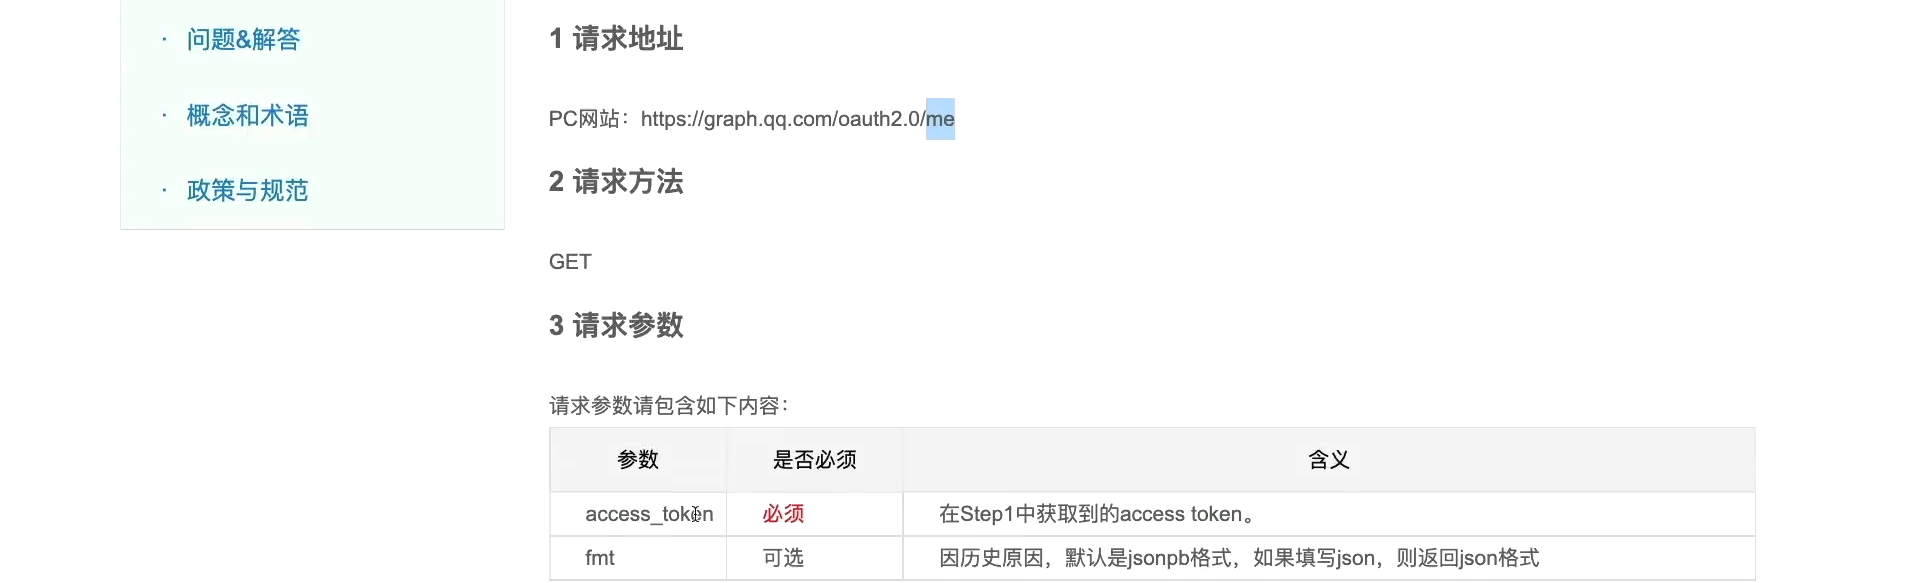 · 问题&解答
· 概念和术语
· 政策与规范
1 请求地址
PC网站：https://graph.qq.com/oauth2.0/me
2 请求方法
GET
3 请求参数
请求参数请包含如下内容：
参数 是否必须 含义
access_token 必须 在Step1中获取到的access token。
fmt 可选 因历史原因，默认是jsonpb格式，如果填写json，则返回json格式